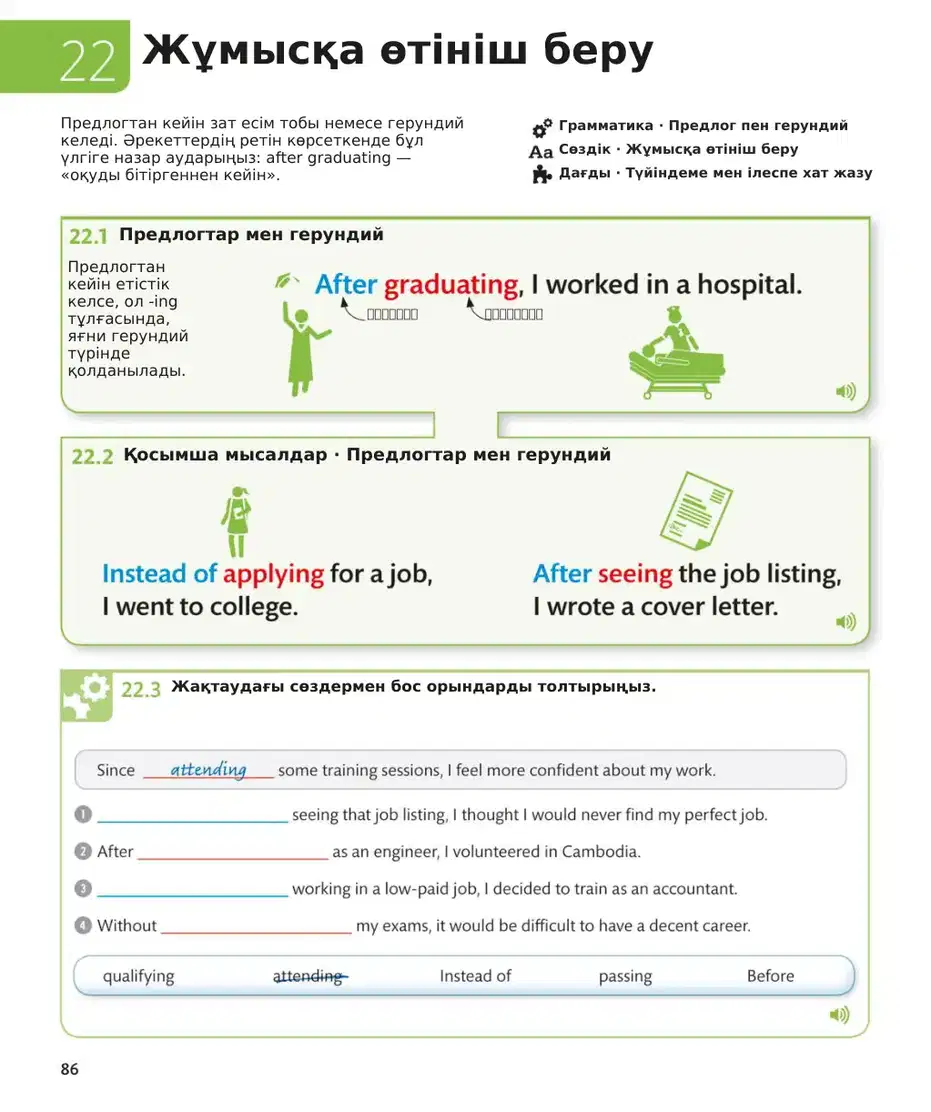 22
Жұмысқа өтініш беру
Предлогтан кейін зат есім тобы немесе герундий
келеді. Әрекеттердің ретін көрсеткенде бұл
үлгіге назар аударыңыз: after graduating —
«оқуды бітіргеннен кейін».
Грамматика · Предлог пен герундий
Aa Сөздік · Жұмысқа өтініш беру
Дағды · Түйіндеме мен ілеспе хат жазу
22.1 Предлогтар мен герундий
Предлогтан
кейін етістік
келсе, ол -ing
тұлғасында,
яғни герундий
түрінде
қолданылады.
After graduating, I worked in a hospital.
22.2 Қосымша мысалдар · Предлогтар мен герундий
Instead of applying for a job,
I went to college.
After seeing the job listing,
I wrote a cover letter.
22.3 Жақтаудағы сөздермен бос орындарды толтырыңыз.
Since attending some training sessions, I feel more confident about my work.
1 seeing that job listing, I thought I would never find my perfect job.
2 After as an engineer, I volunteered in Cambodia.
3 working in a low-paid job, I decided to train as an accountant.
4 Without my exams, it would be difficult to have a decent career.
qualifying attending Instead of passing Before
86